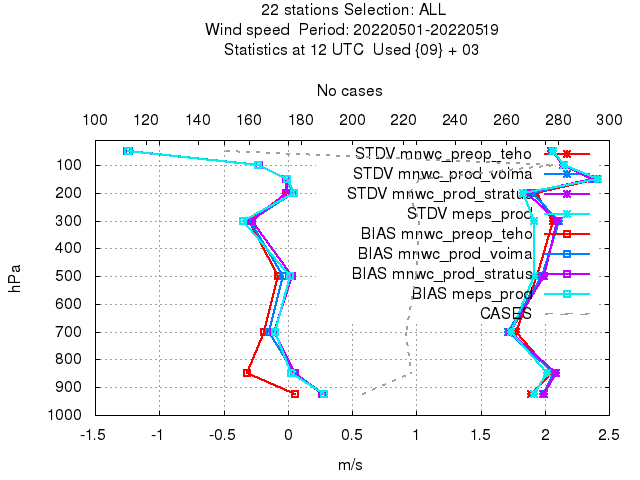 22 stations Selection: ALL
Wind speed  Period: 20220501-20220519
Statistics at 12 UTC  Used {09} + 03
No cases
100 120 140 160 180 200 220 240 260 280 300
STDV mnwc_preop_teho
STDV mnwc_prod_voima
STDV mnwc_prod_stratus
STDV meps_prod
BIAS mnwc_preop_teho
BIAS mnwc_prod_voima
BIAS mnwc_prod_stratus
BIAS meps_prod
CASES
100
200
300
400
500
600
700
800
900
1000
hPa
-1.5 -1 -0.5 0 0.5 1 1.5 2 2.5
m/s